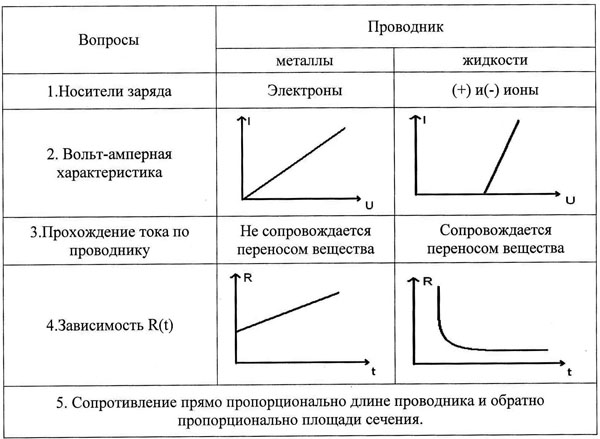 Вопросы
Проводник
металлы
жидкости
1.Носители заряда
Электроны
(+) и(-) ионы
2. Вольт-амперная
характеристика
I
U
I
U
3.Прохождение тока по
проводнику
Не сопровождается
переносом вещества
Сопровождается
переносом вещества
4.Зависимость R(t)
R
t
R
t
5. Сопротивление прямо пропорционально длине проводника и обратно
пропорционально площади сечения.